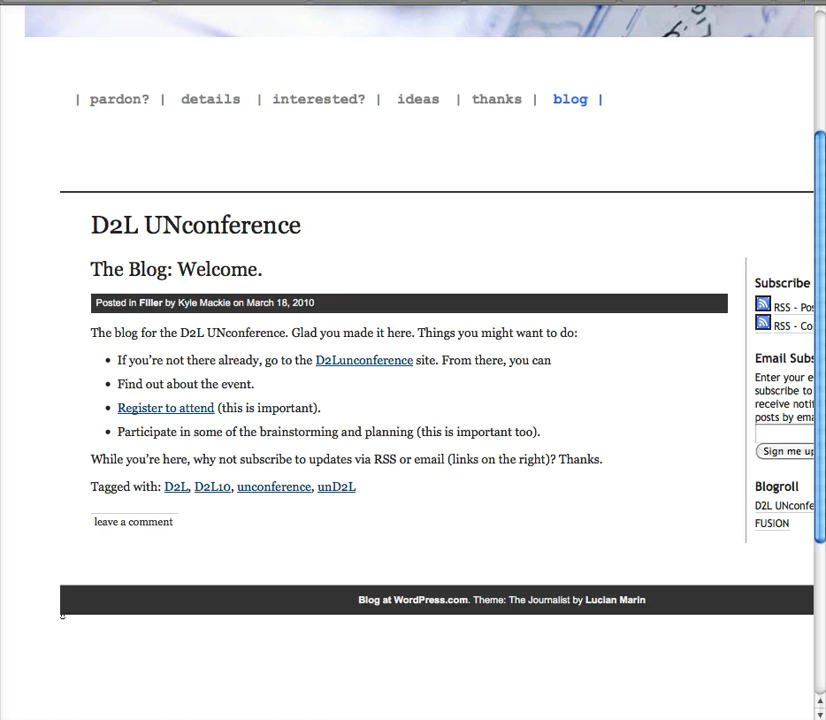 | pardon? | details | interested? | ideas | thanks | blog |
D2L UNconference
The Blog: Welcome.
Posted in Filler by Kyle Mackie on March 18, 2010
The blog for the D2L UNconference. Glad you made it here. Things you might want to do:
• If you’re not there already, go to the D2Lunconference site. From there, you can
• Find out about the event.
• Register to attend (this is important).
• Participate in some of the brainstorming and planning (this is important too).
While you’re here, why not subscribe to updates via RSS or email (links on the right)? Thanks.
Tagged with: D2L, D2L10, unconference, unD2L
leave a comment
Subscribe
RSS - Pos
RSS - Co
Email Subs
Enter your e
subscribe to
receive notif
posts by ema
Sign me up
Blogroll
D2L UNconfe
FUSION
Blog at WordPress.com. Theme: The Journalist by Lucian Marin